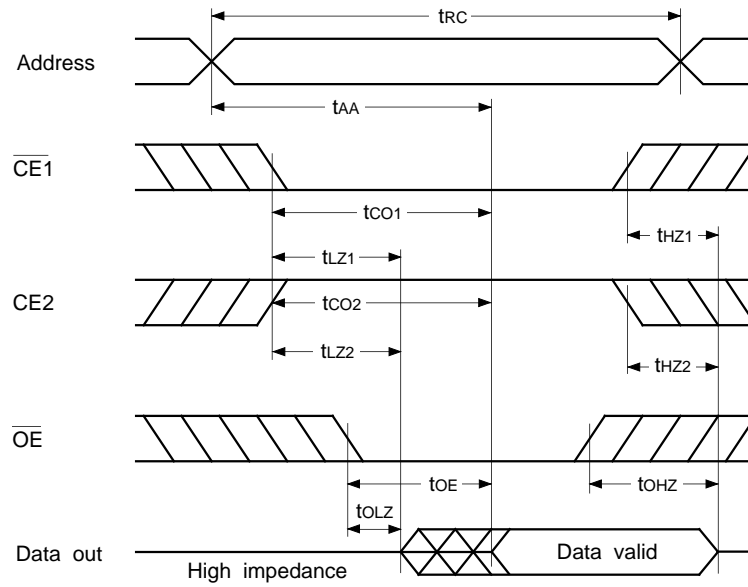 tRC
Address
tAA
CE1
tCO1
tHZ1
tLZ1
CE2
tCO2
tLZ2
tHZ2
OE
tOE
tOHZ
tOLZ
Data out
Data valid
High impedance